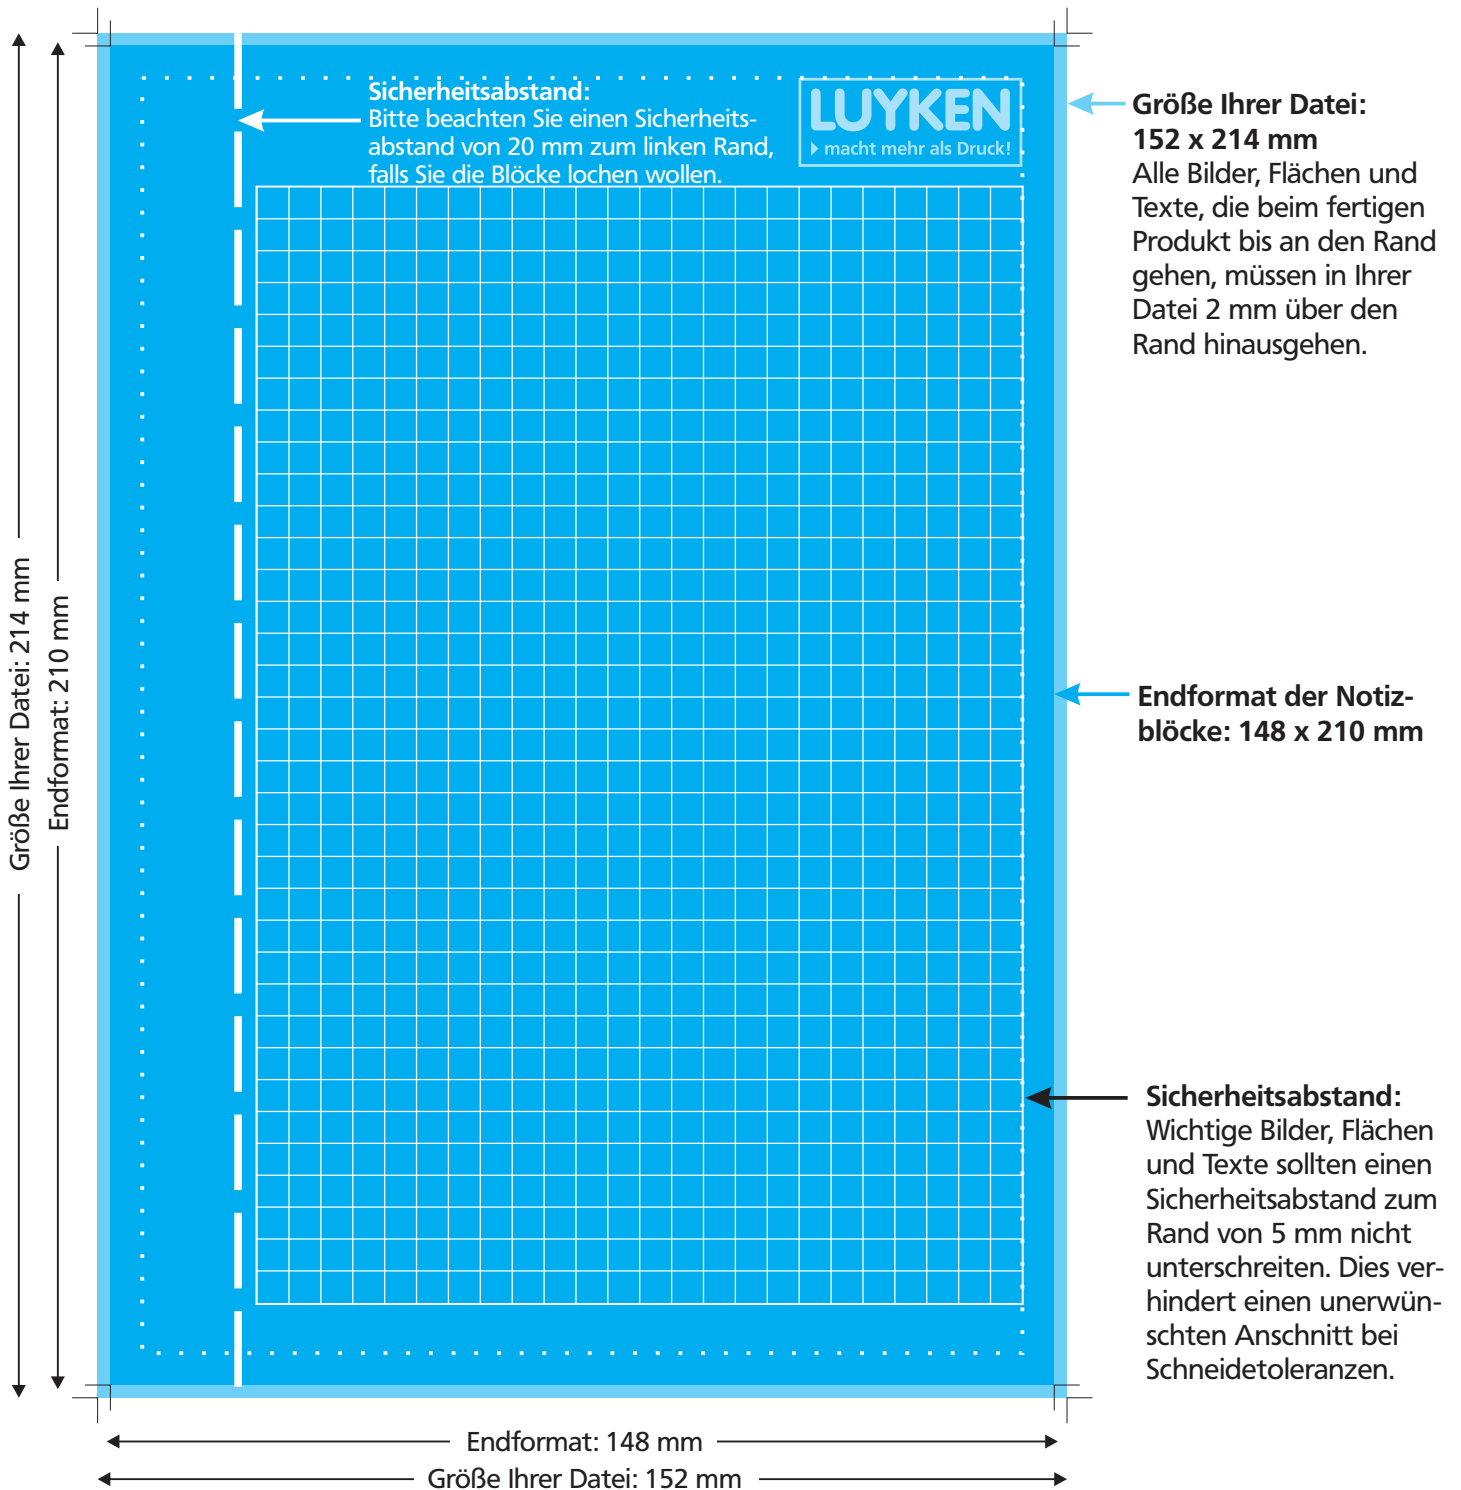 Sicherheitsabstand:
Bitte beachten Sie einen Sicherheits-
abstand von 20 mm zum linken Rand,
falls Sie die Blöcke lochen wollen.
LUYKEN
macht mehr als Druck!
Größe Ihrer Datei:
152 x 214 mm
Alle Bilder, Flächen und
Texte, die beim fertigen
Produkt bis an den Rand
gehen, müssen in Ihrer
Datei 2 mm über den
Rand hinausgehen.
Größe Ihrer Datei: 214 mm
Endformat: 210 mm
Endformat der Notiz-
blöcke: 148 x 210 mm
Sicherheitsabstand:
Wichtige Bilder, Flächen
und Texte sollten einen
Sicherheitsabstand zum
Rand von 5 mm nicht
unterschreiten. Dies ver-
hindert einen unerwün-
schten Anschnitt bei
Schneidetoleranzen.
Endformat: 148 mm
Größe Ihrer Datei: 152 mm